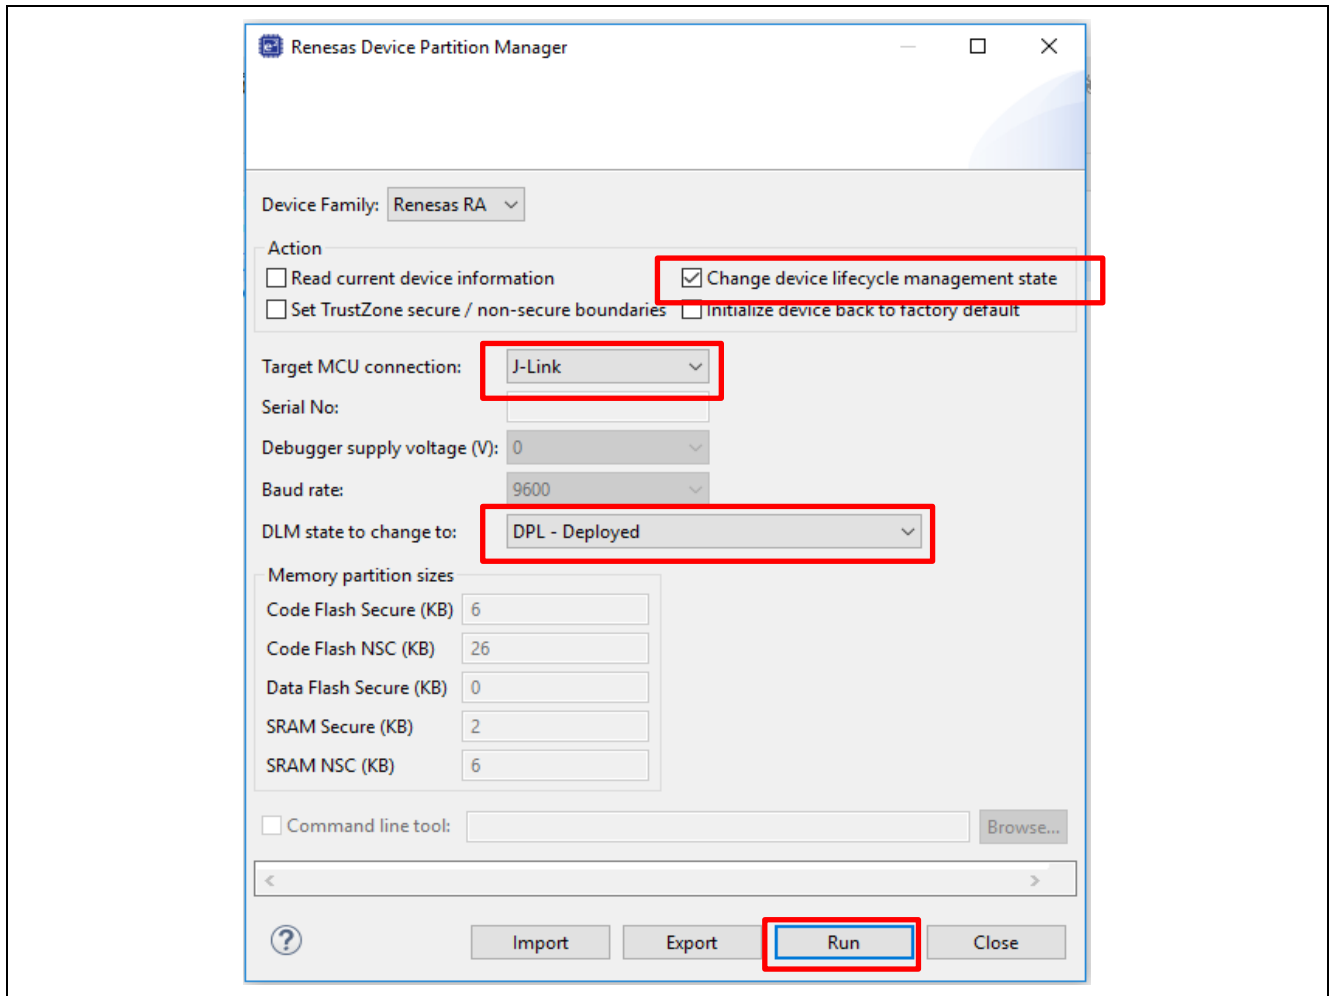 Renesas Device Partition Manager
Device Family: Renesas RA
Action
Read current device information Change device lifecycle management state
Set TrustZone secure / non-secure boundaries Initialize device back to factory default
Target MCU connection: J-Link
Serial No:
Debugger supply voltage (V): 0
Baud rate: 9600
DLM state to change to: DPL - Deployed
Memory partition sizes
Code Flash Secure (KB) 6
Code Flash NSC (KB) 26
Data Flash Secure (KB) 0
SRAM Secure (KB) 2
SRAM NSC (KB) 6
Command line tool: Browse...
Import Export Run Close